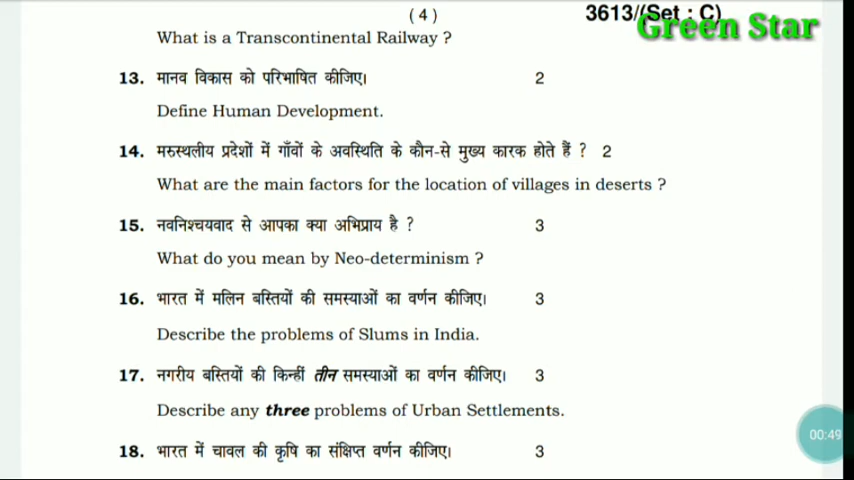 ( 4 )
3613/(Set : C)
Green Star
What is a Transcontinental Railway ?
13. मानव विकास को परिभाषित कीजिए। 2
Define Human Development.
14. मरुस्थलीय प्रदेशों में गाँवों के अवस्थिति के कौन-से मुख्य कारक होते हैं ? 2
What are the main factors for the location of villages in deserts ?
15. नवनिश्चयवाद से आपका क्या अभिप्राय है ? 3
What do you mean by Neo-determinism ?
16. भारत में मलिन बस्तियों की समस्याओं का वर्णन कीजिए। 3
Describe the problems of Slums in India.
17. नगरीय बस्तियों की किन्हीं तीन समस्याओं का वर्णन कीजिए। 3
Describe any three problems of Urban Settlements.
18. भारत में चावल की कृषि का संक्षिप्त वर्णन कीजिए। 3
00:49